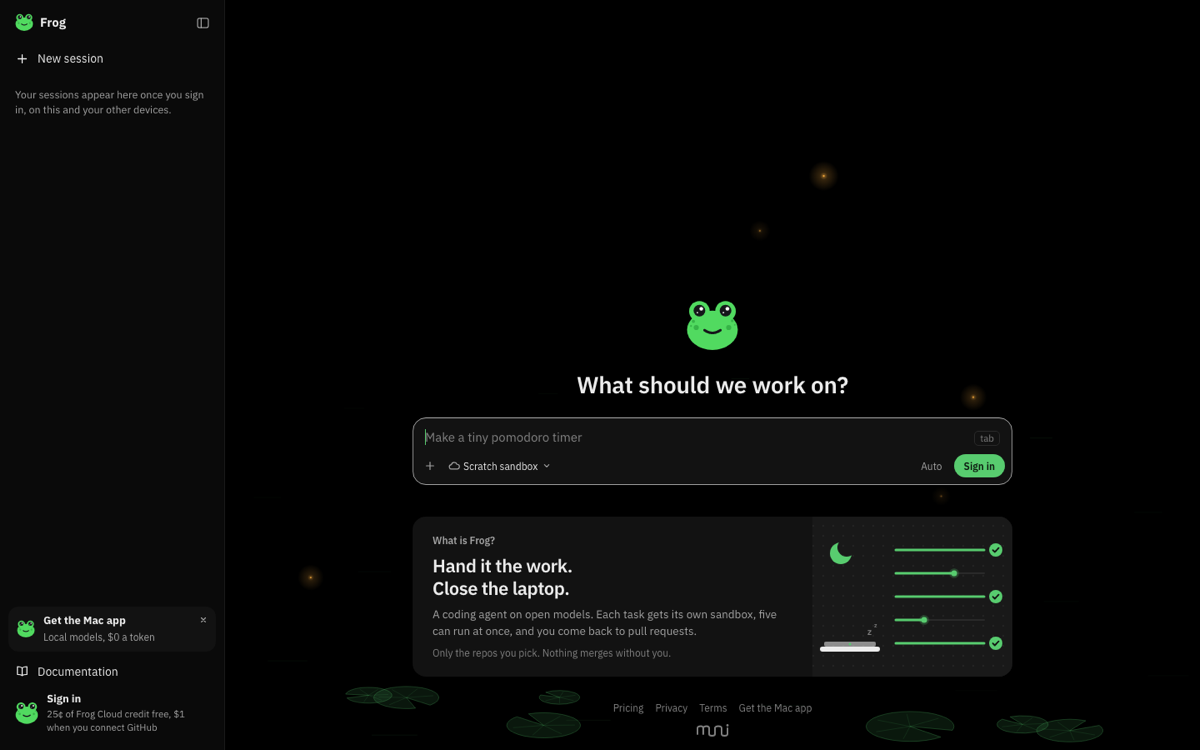 Frog
New session
Your sessions appear here once you sign
in, on this and your other devices.
What should we work on?
Make a tiny pomodoro timer
tab
Scratch sandbox
Auto
Sign in
What is Frog?
Hand it the work.
Close the laptop.
A coding agent on open models. Each task gets its own sandbox, five
can run at once, and you come back to pull requests.
Only the repos you pick. Nothing merges without you.
z
z
Get the Mac app
Local models, $0 a token
Documentation
Sign in
25¢ of Frog Cloud credit free, $1
when you connect GitHub
Pricing
Privacy
Terms
Get the Mac app